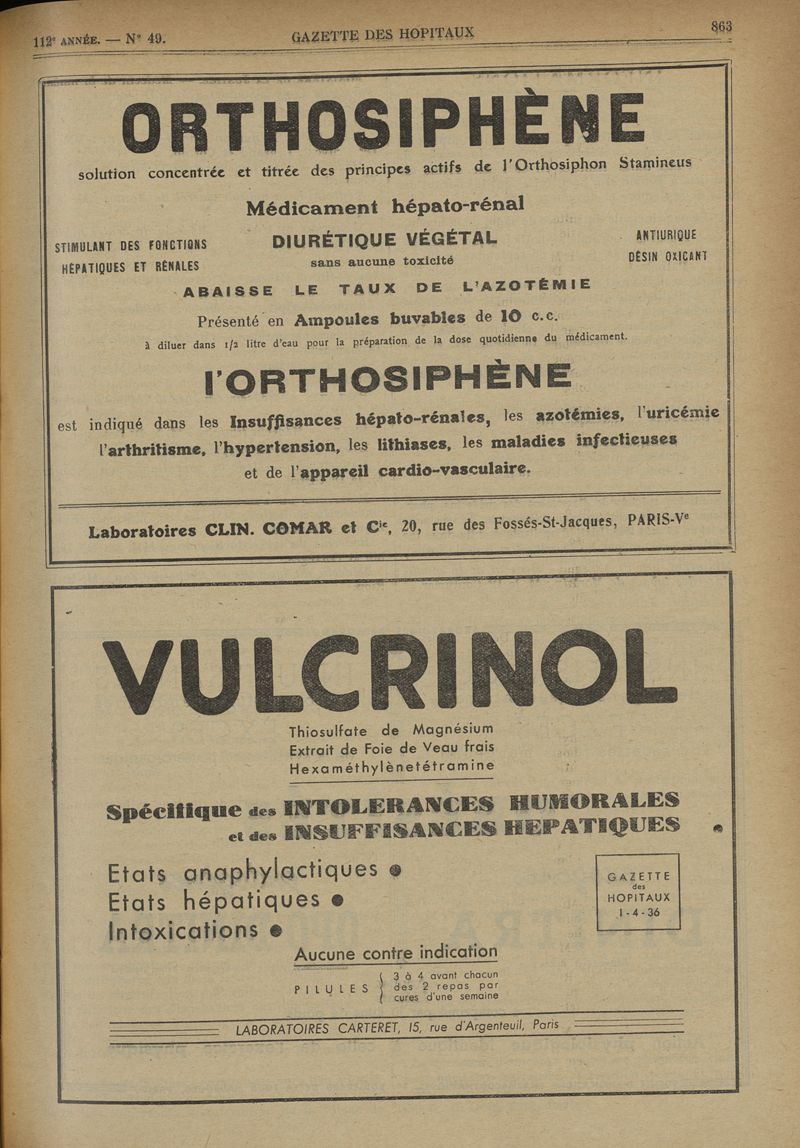 112e ANNÉE. — N° 49.
GAZETTE DES HOPITAUX
863
ORTHOSIPHÈNE
solution concentrée et titrée des principes actifs de l'Orthosiphon Stamineus
Médicament hépato-rénal
STIMULANT DES FONCTIONS
HÉPATIQUES ET RÉNALES
DIURÉTIQUE VÉGÉTAL
sans aucune toxicité
ANTIURIQUE
DÉSIN OXICANT
ABAISSE LE TAUX DE L'AZOTÉMIE
Présenté en Ampoules buvables de 10 c.c.
à diluer dans 1/2 litre d'eau pour la préparation de la dose quotidienne du médicament.
l'ORTHOSIPHÈNE
est indiqué dans les Insuffisances hépato-rénales, les azotémies, l'uricémie
l'arthritisme, l'hypertension, les lithiases, les maladies infectieuses
et de l'appareil cardio-vasculaire.
Laboratoires CLIN. COMAR et Cie, 20, rue des Fossés-St-Jacques, PARIS-Ve
VULCRINOL
Thiosulfate de Magnésium
Extrait de Foie de Veau frais
Hexaméthylènetétramine
Spécifique des INTOLERANCES HUMORALES
et des INSUFFISANCES HEPATIQUES
Etats anaphylactiques •
Etats hépatiques •
Intoxications •
GAZETTE
des
HOPITAUX
1-4-36
Aucune contre indication
PILULES { 3 à 4 avant chacun
des 2 repas par
cures d'une semaine
LABORATOIRES CARTERET, 15, rue d'Argenteuil, Paris